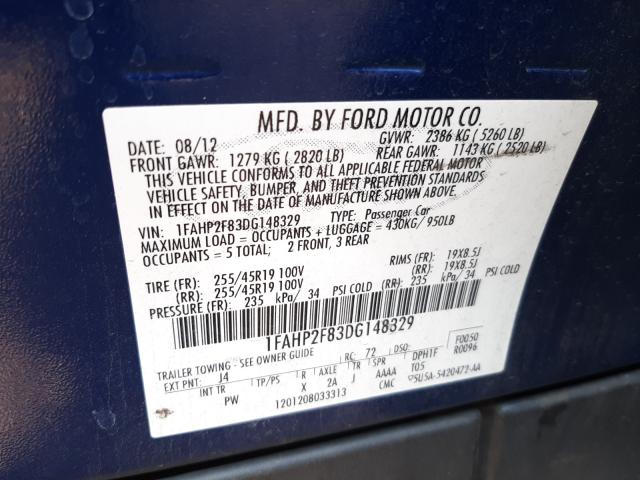 MFD. BY FORD MOTOR CO.
DATE: 08/12 GVWR: 2386 KG ( 5260 LB)
FRONT GAWR: 1279 KG ( 2820 LB) REAR GAWR: 1143 KG ( 2520 LB)
THIS VEHICLE CONFORMS TO ALL APPLICABLE FEDERAL MOTOR
VEHICLE SAFETY, BUMPER, AND THEFT PREVENTION STANDARDS
IN EFFECT ON THE DATE OF MANUFACTURE SHOWN ABOVE.
VIN: 1FAHP2F83DG148329 TYPE: Passenger Car
MAXIMUM LOAD = OCCUPANTS + LUGGAGE = 430KG/ 950LB
OCCUPANTS = 5 TOTAL; 2 FRONT, 3 REAR
TIRE (FR): 255/45R19 100V RIMS (FR): 19X8.5J
(RR): 255/45R19 100V (RR): 19X8.5J
PRESSURE (FR): 235 kPa/ 34 PSI COLD (RR): 235 kPa/ 34 PSI COLD
1FAHP2F83DG148329
TRAILER TOWING - SEE OWNER GUIDE RC: 72 DSO: F0050
EXT PNT: J4 R0096
INT TR TP/PS R AXLE TR SPR DPHTF
PW X 2A J AAAA T05
1201208033313 CMC 5USA-5420472-AA